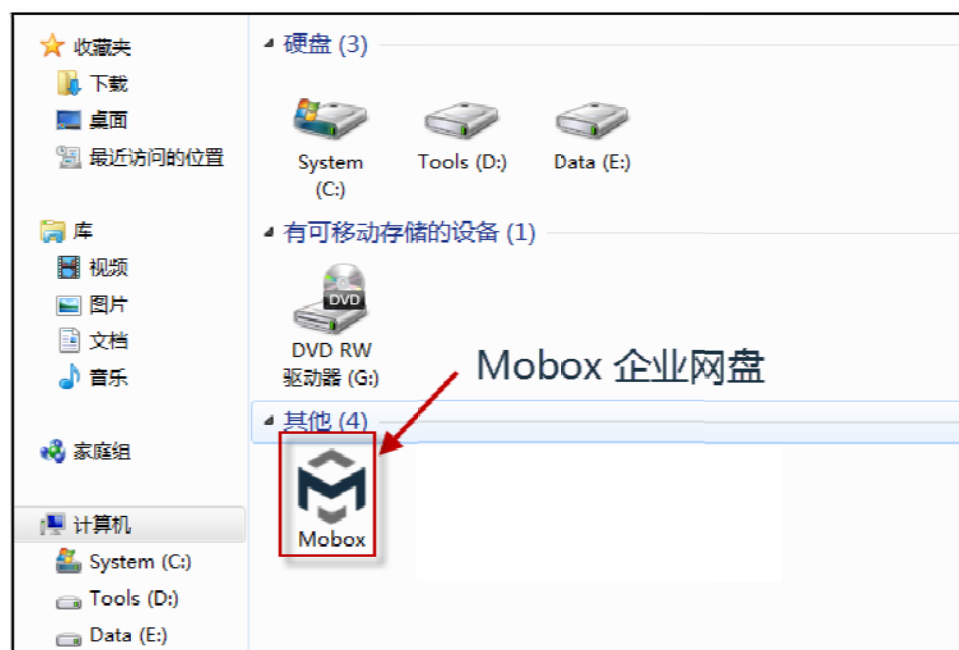 收藏夹
下载
桌面
最近访问的位置
库
视频
图片
文档
音乐
家庭组
计算机
System (C:)
Tools (D:)
Data (E:)
硬盘 (3)
System
(C:)
Tools (D:)
Data (E:)
有可移动存储的设备 (1)
DVD
DVD RW
驱动器 (G:)
Mobox 企业网盘
其他 (4)
Mobox